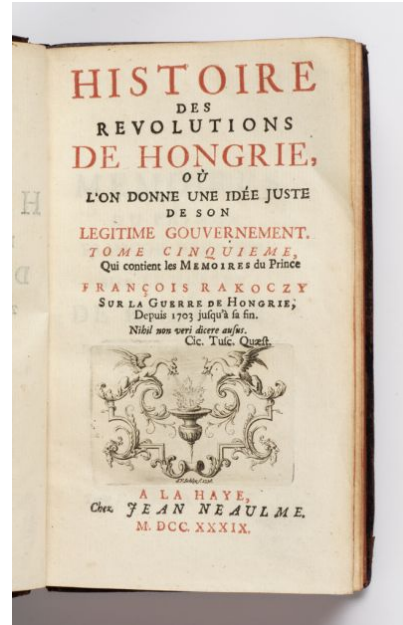 HISTOIRE
DES
REVOLUTIONS
DE HONGRIE,
OÙ
L'ON DONNE UNE IDÉE JUSTE
DE SON
LEGITIME GOUVERNEMENT.
TOME CINQUIEME,
Qui contient les MEMOIRES du Prince
FRANÇOIS RAKOCZY
SUR LA GUERRE DE HONGRIE,
Depuis 1703 juſqu'à ſa fin.
Nihil non veri dicere auſus.
Cic. Tuſc. Quæſt.
A LA HAYE,
Chez JEAN NEAULME.
M. DCC. XXXIX.